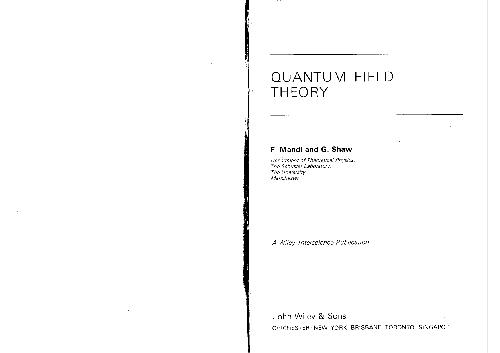 QUANTUM FIELD
THEORY
F. Mandl and G. Shaw
Department of Theoretical Physics,
The Schuster Laboratory,
The University,
Manchester
A Wiley-Interscience Publication
John Wiley & Sons
CHICHESTER NEW YORK BRISBANE TORONTO SINGAPORE